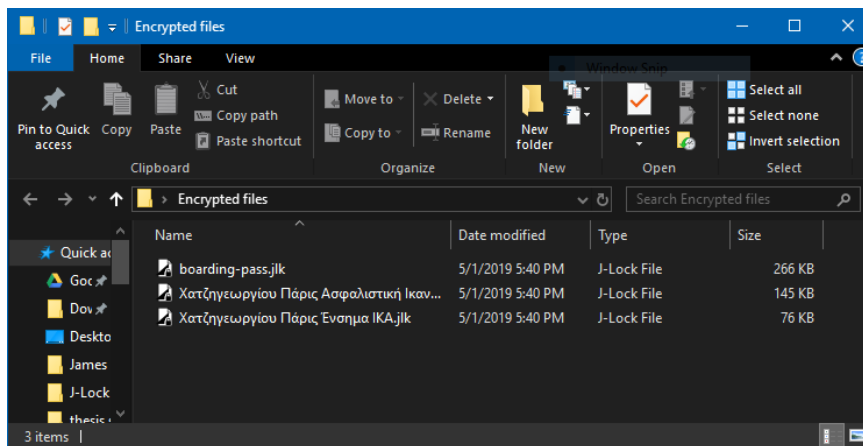 Encrypted files
File Home Share View
Window Snip
Pin to Quick access
Copy
Paste
Cut
Copy path
Paste shortcut
Clipboard
Move to
Copy to
Delete
Rename
Organize
New folder
New
Properties
Open
Select all
Select none
Invert selection
Select
Encrypted files
Search Encrypted files
Quick ac
Goo
Dov
Deskto
James
J-Lock
thesis
Name Date modified Type Size
boarding-pass.jlk 5/1/2019 5:40 PM J-Lock File 266 KB
Χατζηγεωργίου Πάρις Ασφαλιστική Ικαν... 5/1/2019 5:40 PM J-Lock File 145 KB
Χατζηγεωργίου Πάρις Ένσημα ΙΚΑ.jlk 5/1/2019 5:40 PM J-Lock File 76 KB
3 items